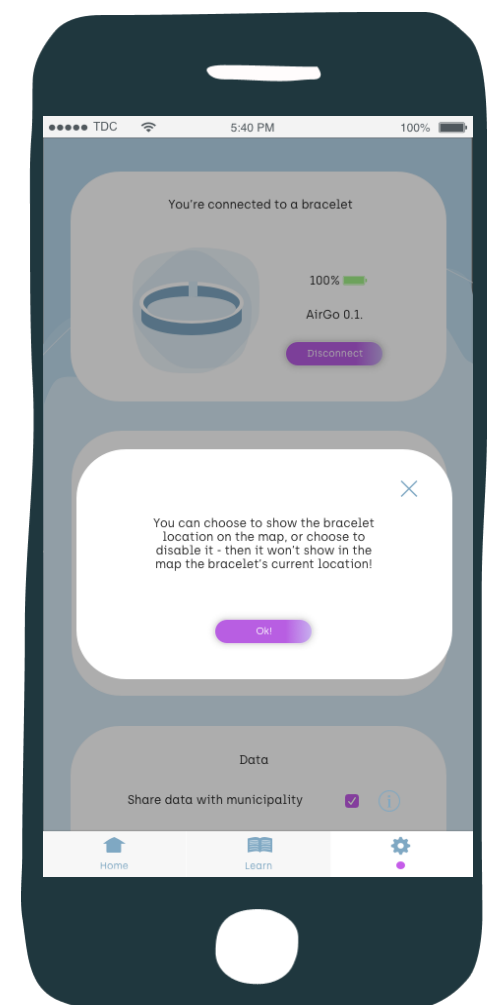 TDC 5:40 PM 100%
You're connected to a bracelet
100%
AirGo 0.1.
Disconnect
You can choose to show the bracelet
location on the map, or choose to
disable it - then it won't show in the
map the bracelet's current location!
Ok!
Data
Share data with municipality
Home Learn